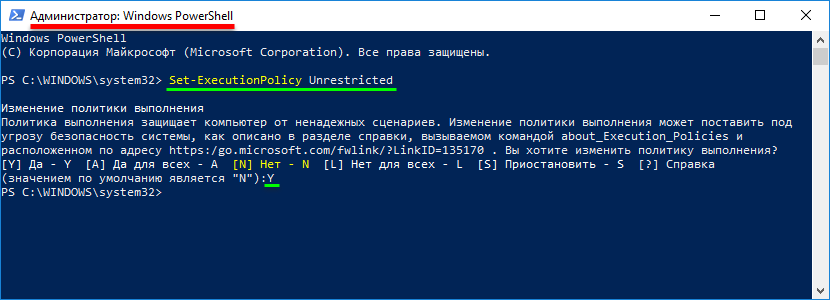 Администратор: Windows PowerShell
Windows PowerShell
(C) Корпорация Майкрософт (Microsoft Corporation). Все права защищены.
PS C:\WINDOWS\system32> Set-ExecutionPolicy Unrestricted
Изменение политики выполнения
Политика выполнения защищает компьютер от ненадежных сценариев. Изменение политики выполнения может поставить под
угрозу безопасность системы, как описано в разделе справки, вызываемом командой about_Execution_Policies и
расположенном по адресу https:/go.microsoft.com/fwlink/?LinkID=135170 . Вы хотите изменить политику выполнения?
[Y] Да - Y  [A] Да для всех - A  [N] Нет - N  [L] Нет для всех - L  [S] Приостановить - S  [?] Справка
(значением по умолчанию является "N"):Y
PS C:\WINDOWS\system32>